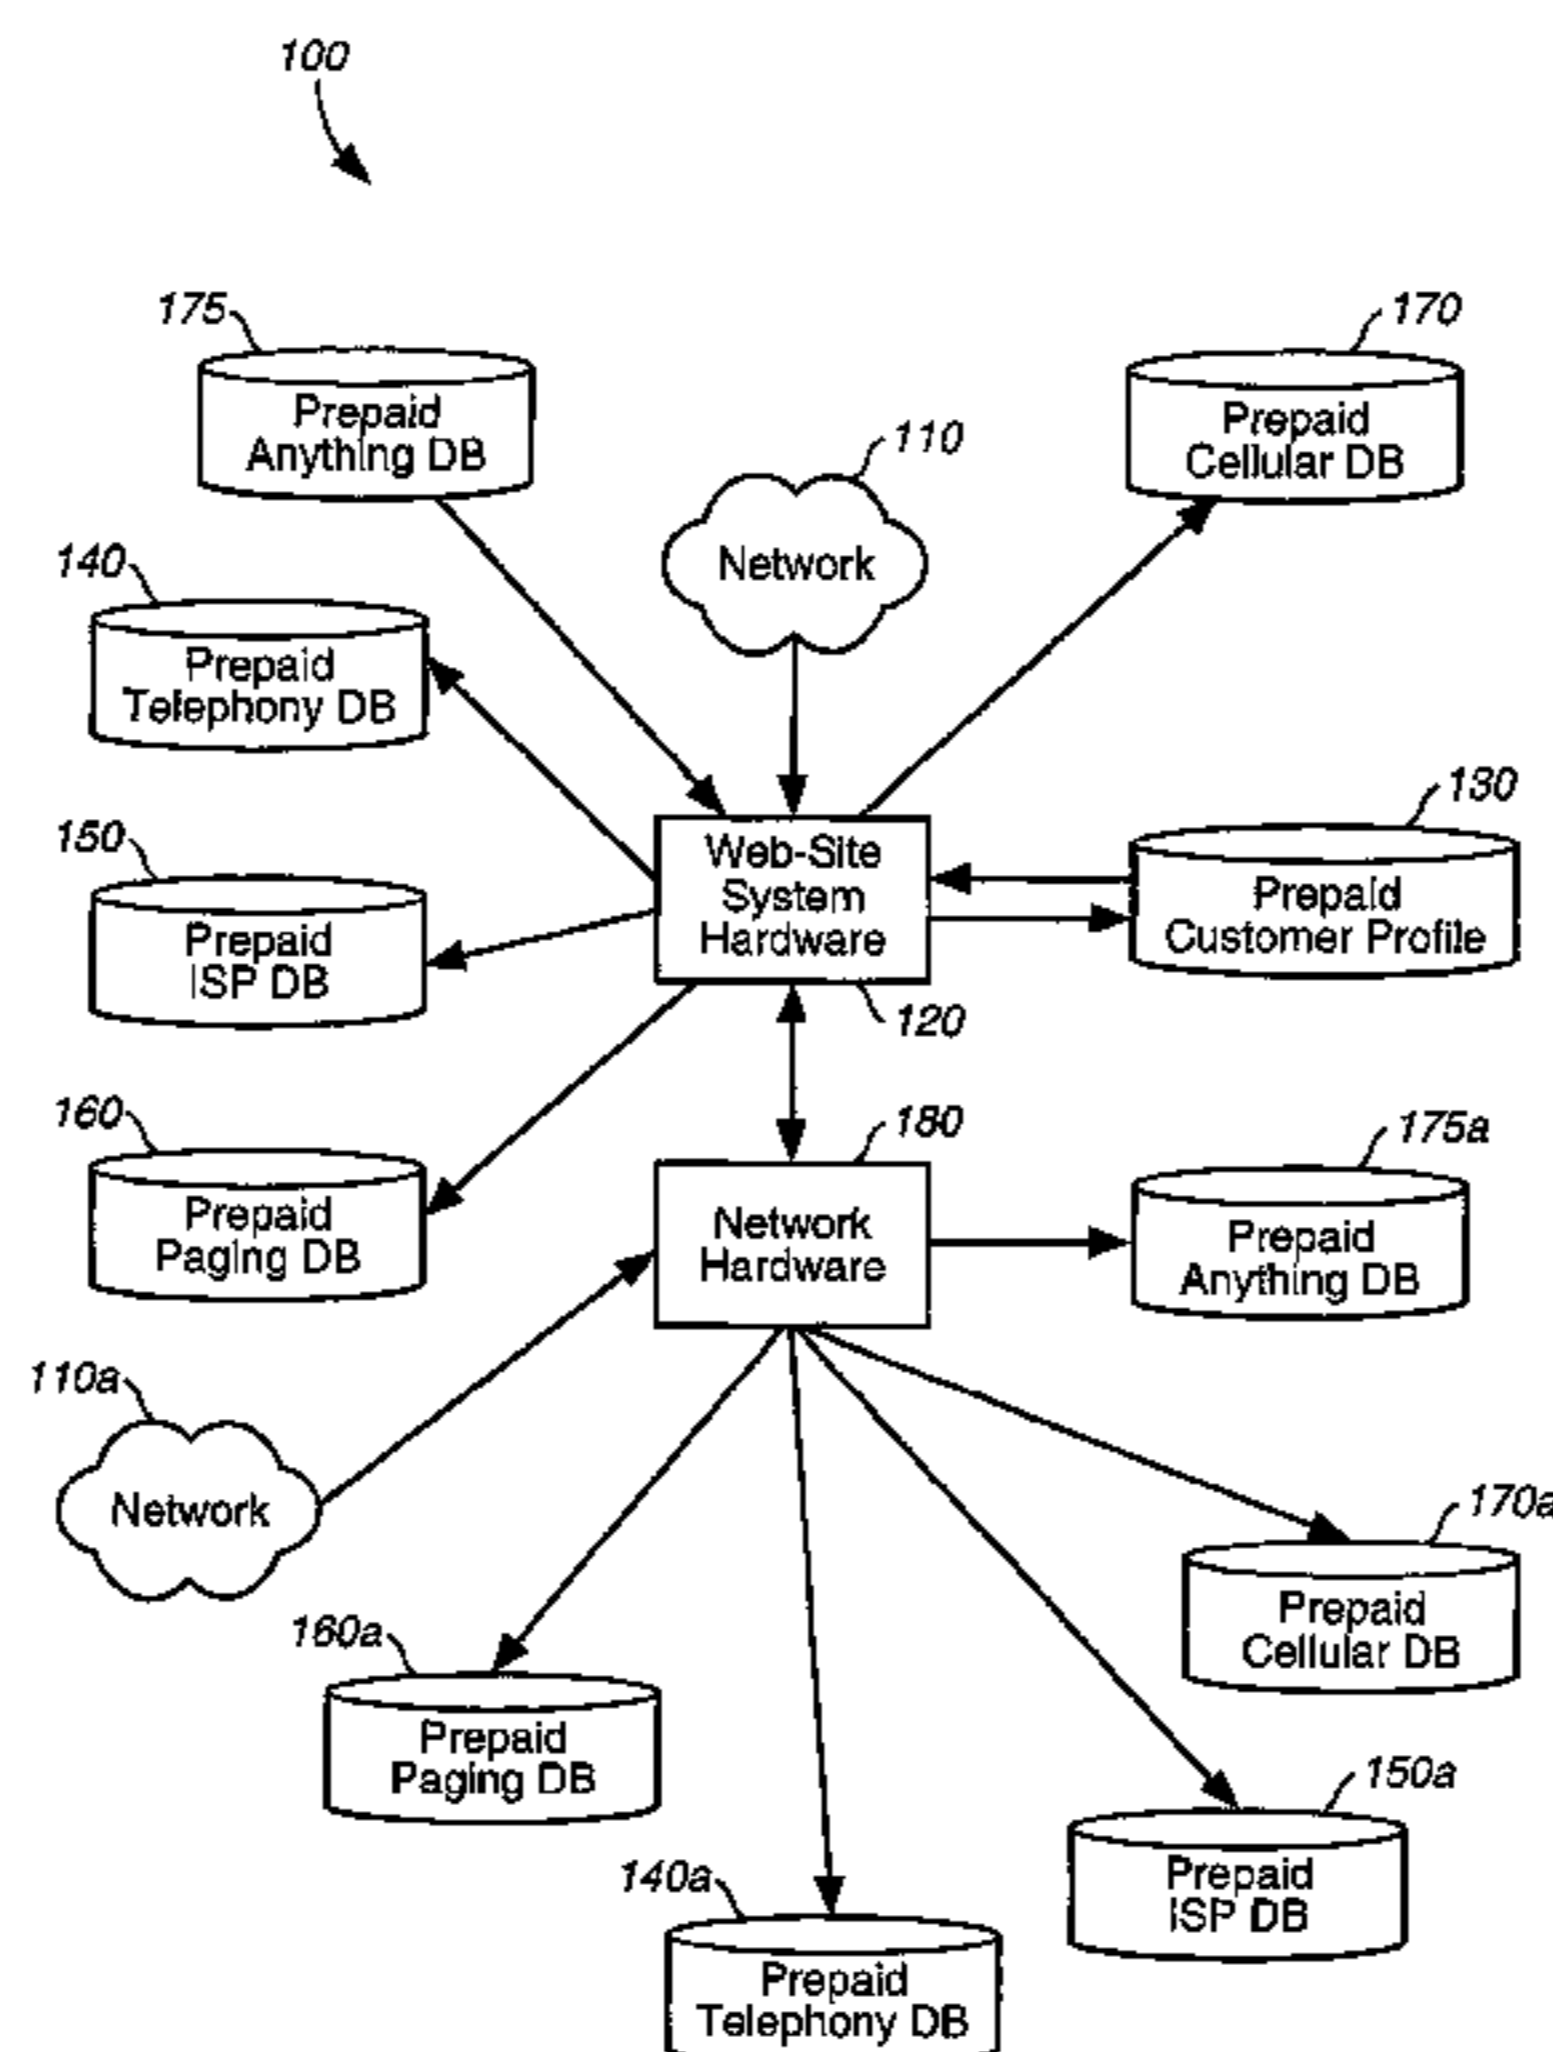 100
175
Prepaid
Anything DB
170
Prepaid
Cellular DB
110
Network
140
Prepaid
Telephony DB
130
Prepaid
Customer Profile
150
Prepaid
ISP DB
Web-Site
System
Hardware
120
160
Prepaid
Paging DB
180
Network
Hardware
175a
Prepaid
Anything DB
110a
Network
170a
Prepaid
Cellular DB
160a
Prepaid
Paging DB
150a
Prepaid
ISP DB
140a
Prepaid
Telephony DB